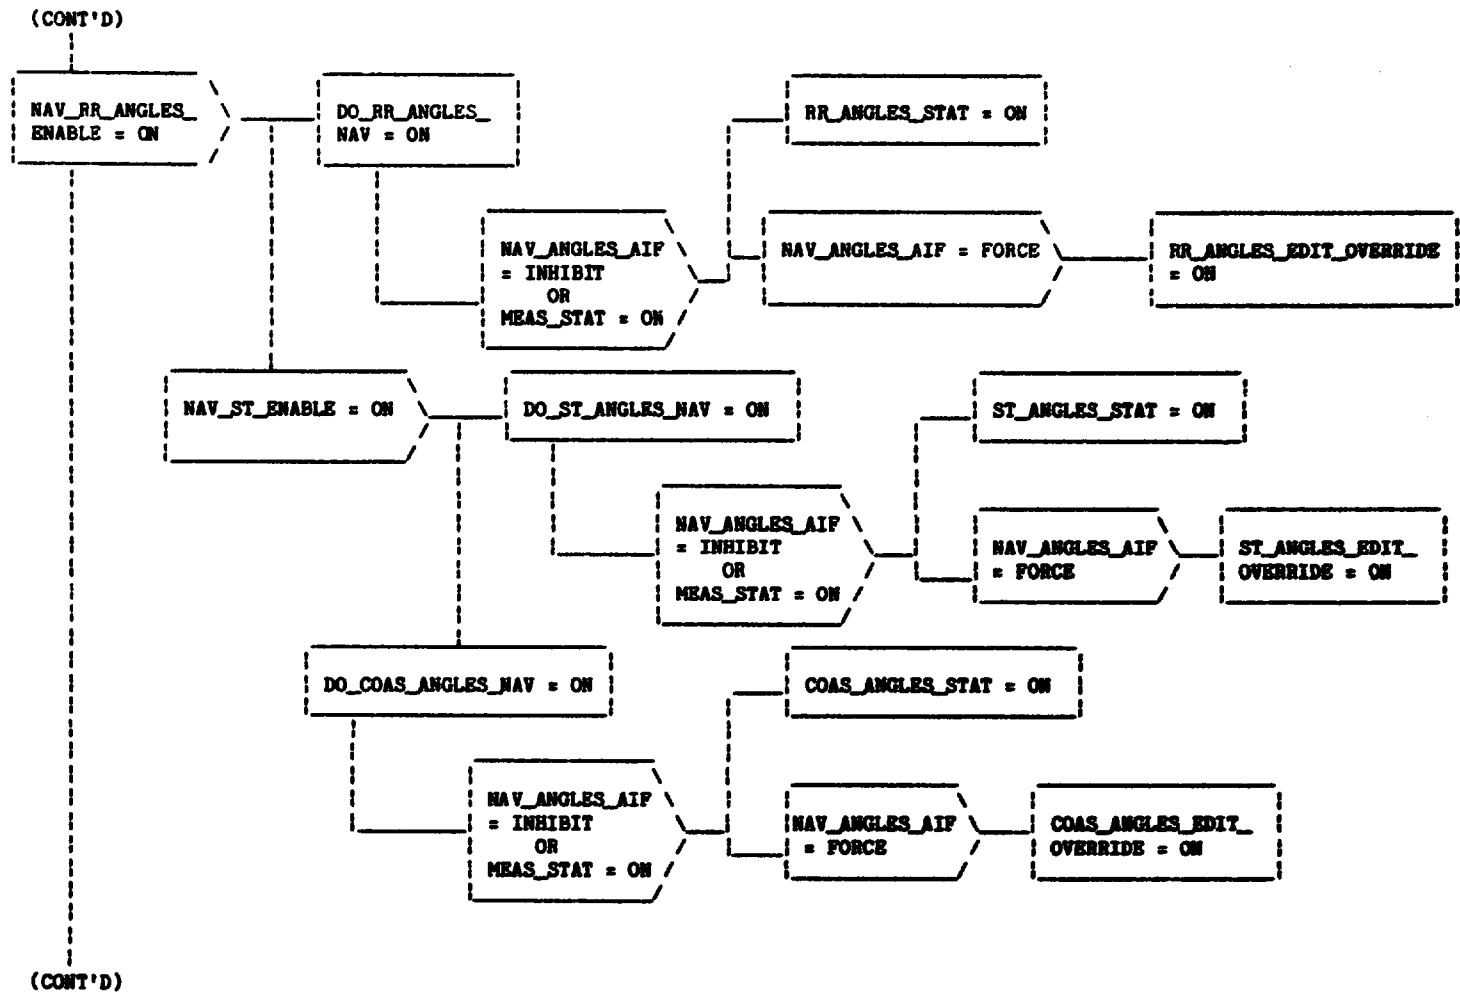 (CONT'D)
NAV_RR_ANGLES_
ENABLE = ON
DO_RR_ANGLES_
NAV = ON
RR_ANGLES_STAT = ON
NAV_ANGLES_AIF
= INHIBIT
OR
MEAS_STAT = ON
NAV_ANGLES_AIF = FORCE
RR_ANGLES_EDIT_OVERRIDE
= ON
NAV_ST_ENABLE = ON
DO_ST_ANGLES_NAV = ON
ST_ANGLES_STAT = ON
NAV_ANGLES_AIF
= INHIBIT
OR
MEAS_STAT = ON
NAV_ANGLES_AIF
= FORCE
ST_ANGLES_EDIT_
OVERRIDE = ON
DO_COAS_ANGLES_NAV = ON
COAS_ANGLES_STAT = ON
NAV_ANGLES_AIF
= INHIBIT
OR
MEAS_STAT = ON
NAV_ANGLES_AIF
= FORCE
COAS_ANGLES_EDIT_
OVERRIDE = ON
(CONT'D)